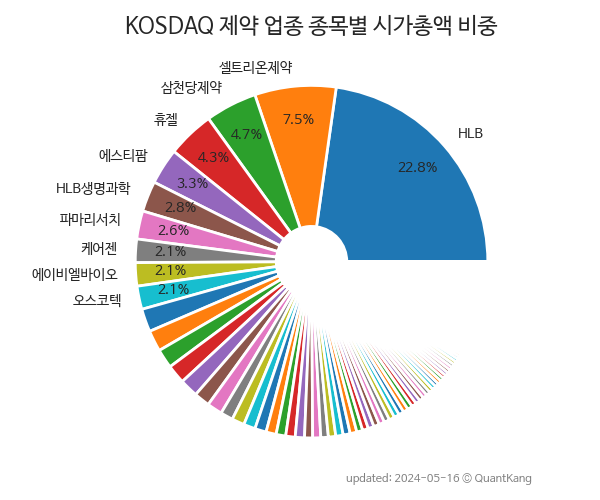 KOSDAQ 제약 업종 종목별 시가총액 비중
셀트리온제약
삼천당제약
휴젤
에스티팜
HLB생명과학
파마리서치
케어젠
에이비엘바이오
오스코텍
HLB
22.8%
7.5%
4.7%
4.3%
3.3%
2.8%
2.6%
2.1%
2.1%
2.1%
updated: 2024-05-16 © QuantKang